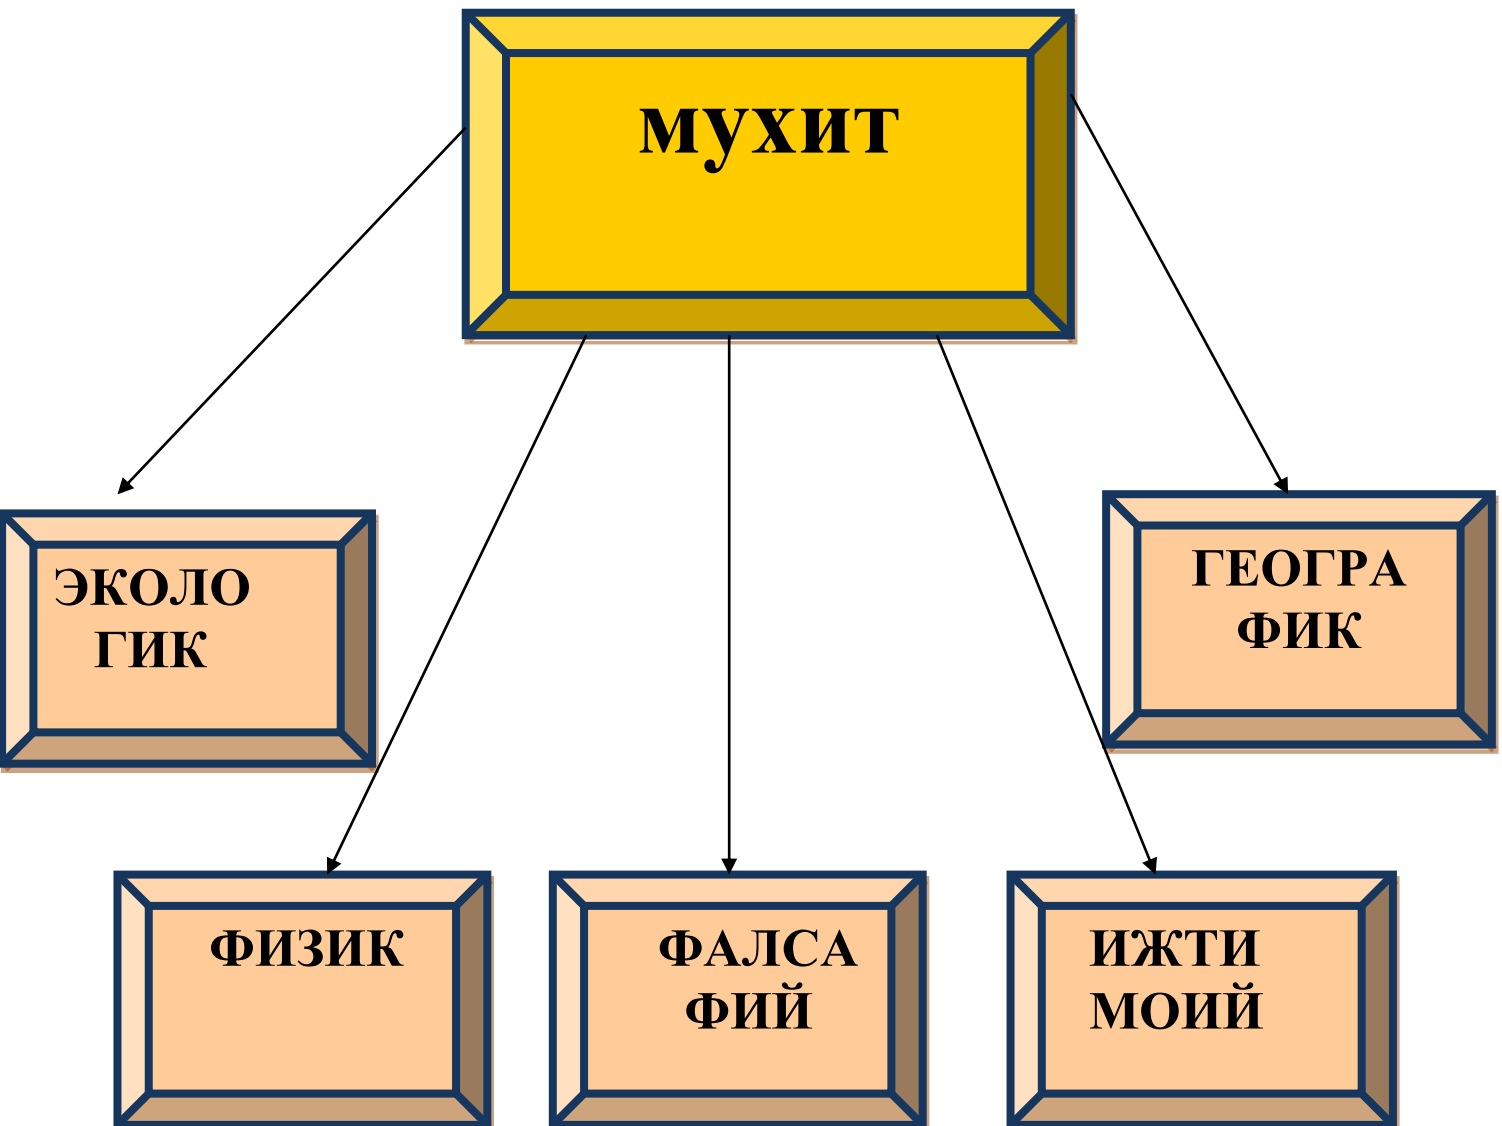 мухит
ЭКОЛО
ГИК
ГЕОГРА
ФИК
ФИЗИК
ФАЛСА
ФИЙ
ИЖТИ
МОИЙ